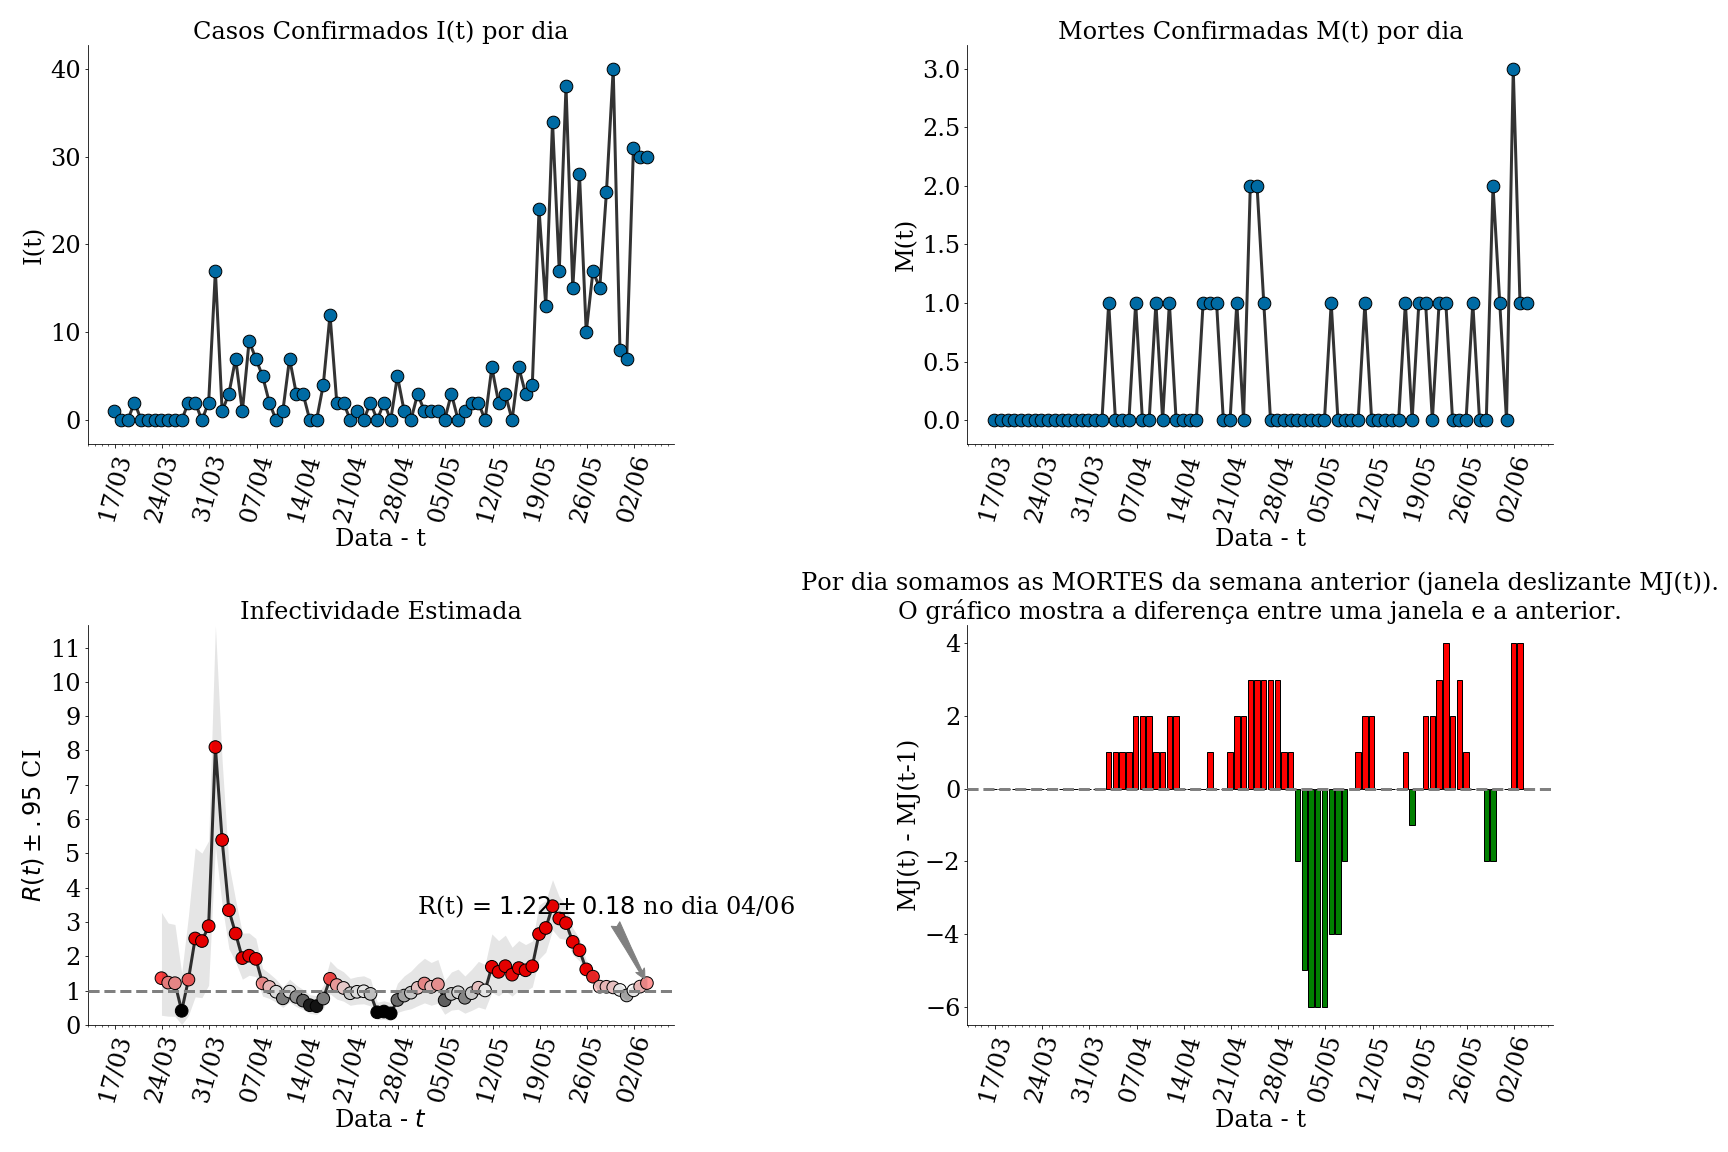 Casos Confirmados I(t) por dia
40
30
20
10
0
I(t)
17/03 24/03 31/03 07/04 14/04 21/04 28/04 05/05 12/05 19/05 26/05 02/06
Data - t
Mortes Confirmadas M(t) por dia
3.0
2.5
2.0
1.5
1.0
0.5
0.0
M(t)
17/03 24/03 31/03 07/04 14/04 21/04 28/04 05/05 12/05 19/05 26/05 02/06
Data - t
Infectividade Estimada
11
10
9
8
7
6
5
4
3
2
1
0
R(t) ± .95 CI
R(t) = 1.22 ± 0.18 no dia 04/06
17/03 24/03 31/03 07/04 14/04 21/04 28/04 05/05 12/05 19/05 26/05 02/06
Data - t
Por dia somamos as MORTES da semana anterior (janela deslizante MJ(t)).
O gráfico mostra a diferença entre uma janela e a anterior.
4
2
0
−2
−4
−6
MJ(t) - MJ(t-1)
17/03 24/03 31/03 07/04 14/04 21/04 28/04 05/05 12/05 19/05 26/05 02/06
Data - t